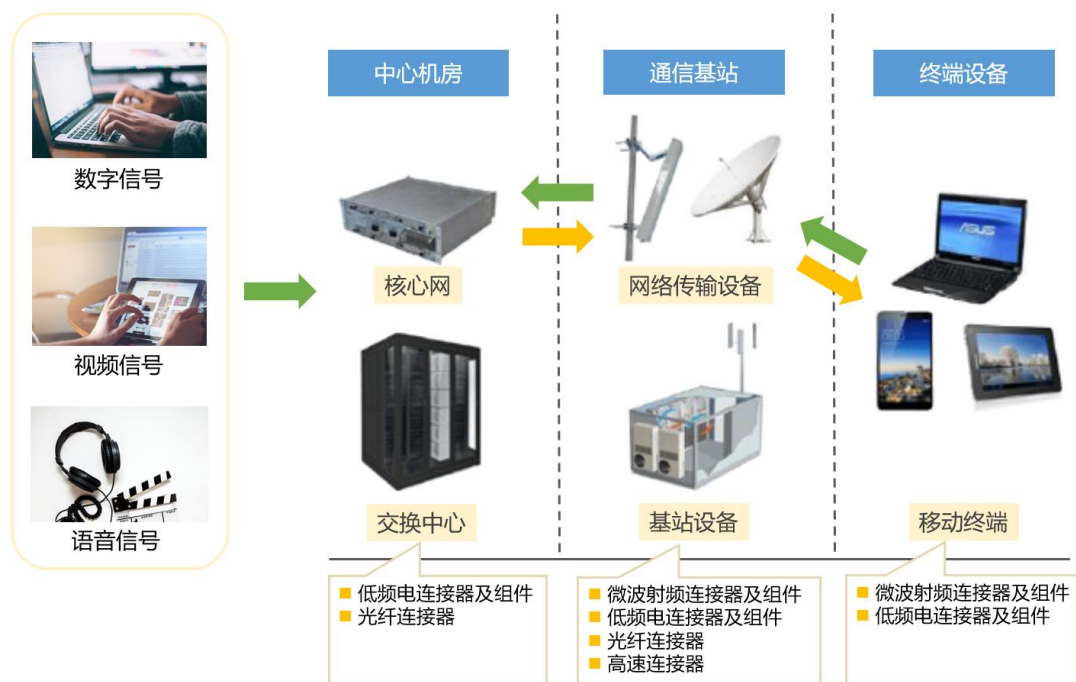 数字信号
视频信号
语音信号
中心机房
核心网
交换中心
低频电连接器及组件
光纤连接器
通信基站
网络传输设备
基站设备
微波射频连接器及组件
低频电连接器及组件
光纤连接器
高速连接器
终端设备
ASUS
移动终端
微波射频连接器及组件
低频电连接器及组件